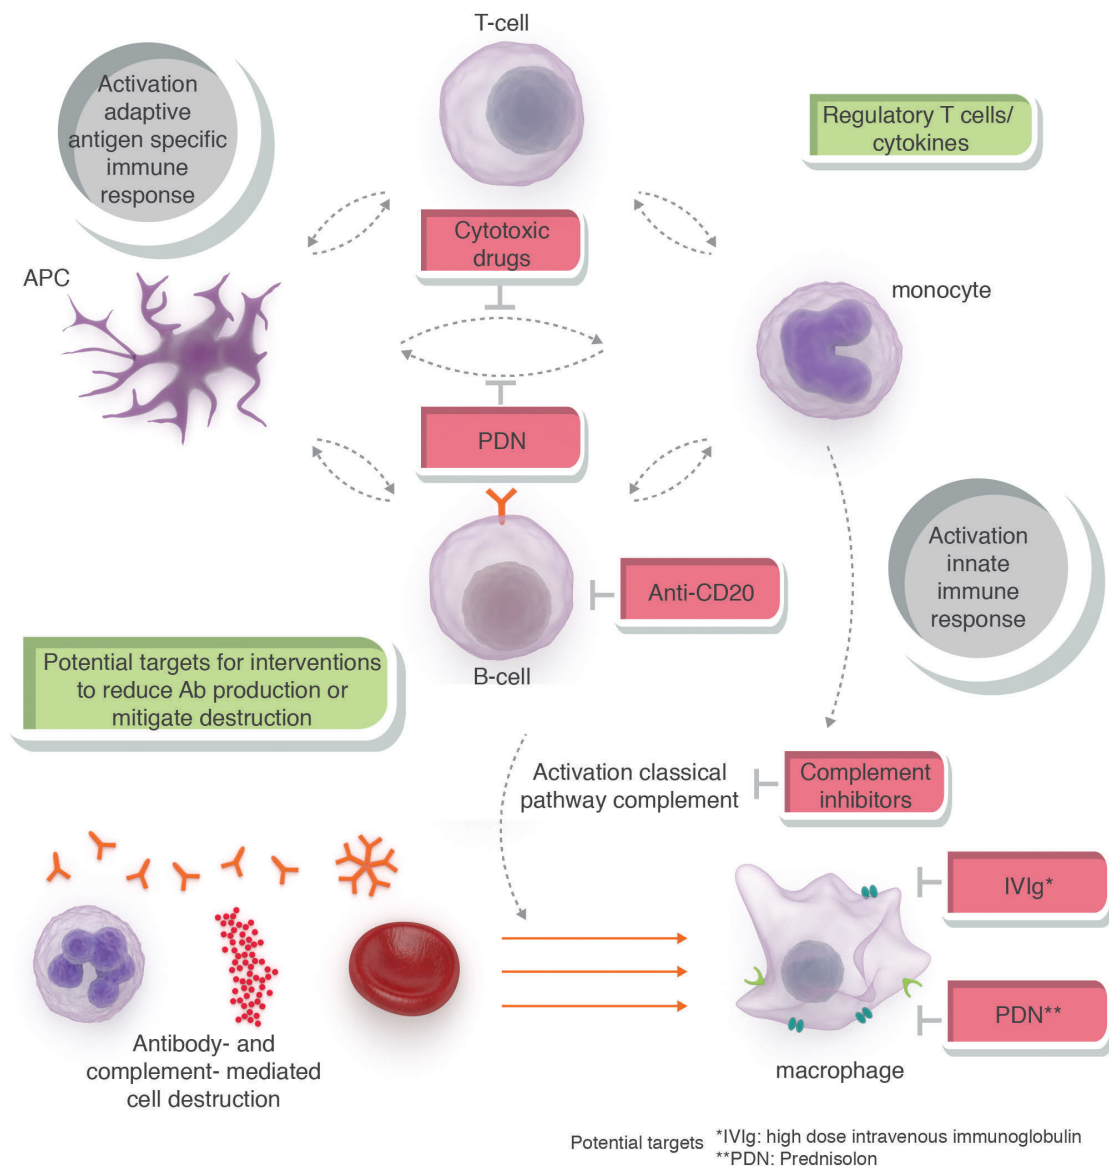 T-cell
Activation
adaptive
antigen specific
immune
response
Regulatory T cells/
cytokines
Cytotoxic
drugs
APC
monocyte
PDN
Activation
innate
immune
response
Anti-CD20
B-cell
Potential targets for interventions
to reduce Ab production or
mitigate destruction
Activation classical
pathway complement
Complement
inhibitors
IVIg*
PDN**
Antibody- and
complement- mediated
cell destruction
macrophage
Potential targets
*IVIg: high dose intravenous immunoglobulin
**PDN: Prednisolon